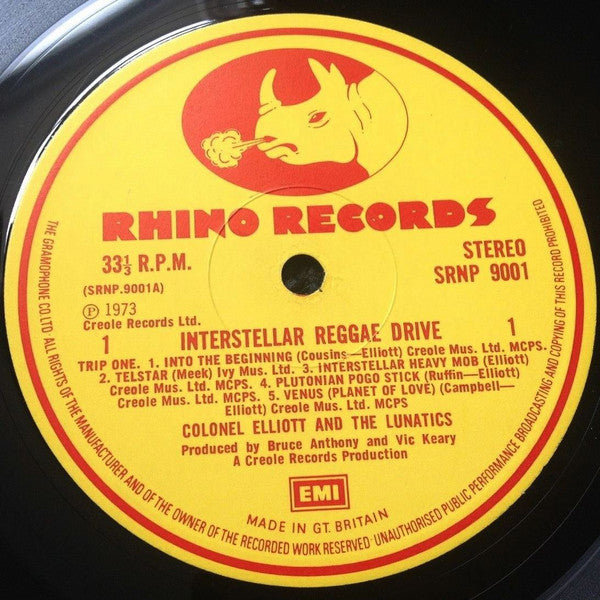 RHINO RECORDS
33⅓ R.P.M.
STEREO
SRNP 9001
(SRNP.9001A)
Ⓟ 1973
Creole Records Ltd.
1
INTERSTELLAR REGGAE DRIVE
1
TRIP ONE. 1. INTO THE BEGINNING (Cousins—Elliott) Creole Mus. Ltd. MCPS.
2. TELSTAR (Meek) Ivy Mus. Ltd. 3. INTERSTELLAR HEAVY MOB (Elliott)
Creole Mus. Ltd. MCPS. 4. PLUTONIAN POGO STICK (Ruffin—Elliott)
Creole Mus. Ltd. MCPS. 5. VENUS (PLANET OF LOVE) (Campbell—
Elliott) Creole Mus. Ltd. MCPS
COLONEL ELLIOTT AND THE LUNATICS
Produced by Bruce Anthony and Vic Keary
A Creole Records Production
EMI
MADE IN GT. BRITAIN
THE GRAMOPHONE CO. LTD. ALL RIGHTS OF THE MANUFACTURER AND OF THE OWNER OF THE RECORDED WORK RESERVED · UNAUTHORISED PUBLIC PERFORMANCE BROADCASTING AND COPYING OF THIS RECORD PROHIBITED